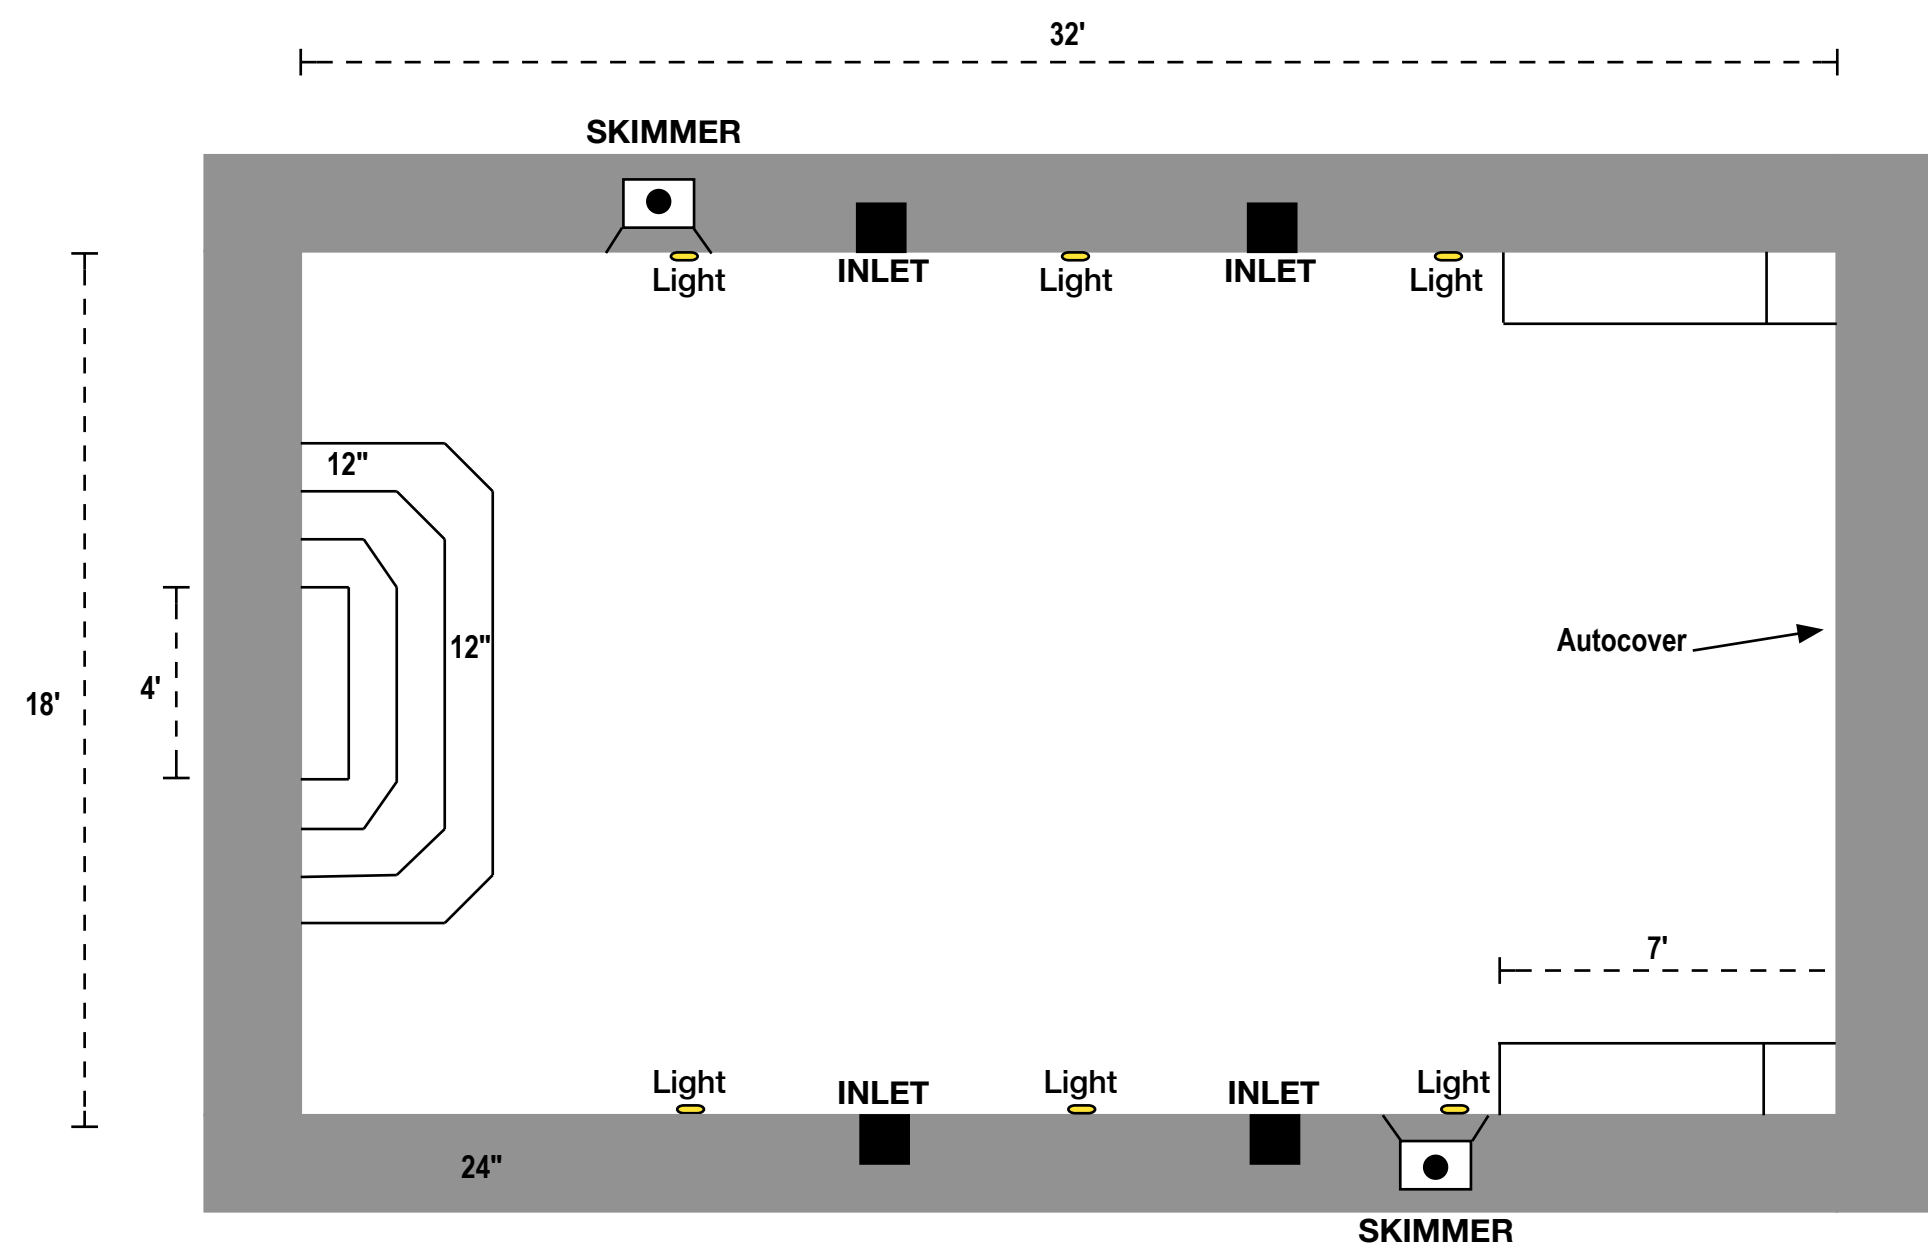 32'
SKIMMER
Light
INLET
Light
INLET
Light
12"
12"
Autocover
4'
18'
7'
Light
INLET
Light
INLET
Light
24"
SKIMMER